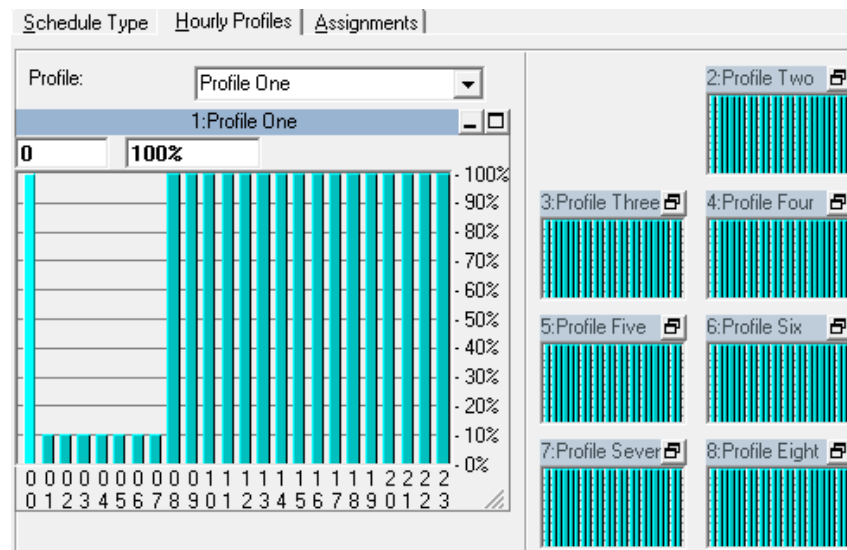 Schedule Type Hourly Profiles Assignments
Profile: Profile One
1:Profile One
0 100%
100%
90%
80%
70%
60%
50%
40%
30%
20%
10%
0%
0 0 0 0 0 0 0 0 0 0 1 1 1 1 1 1 1 1 1 1 2 2 2 2
0 1 2 3 4 5 6 7 8 9 0 1 2 3 4 5 6 7 8 9 0 1 2 3
2:Profile Two
3:Profile Three 4:Profile Four
5:Profile Five 6:Profile Six
7:Profile Seven 8:Profile Eight